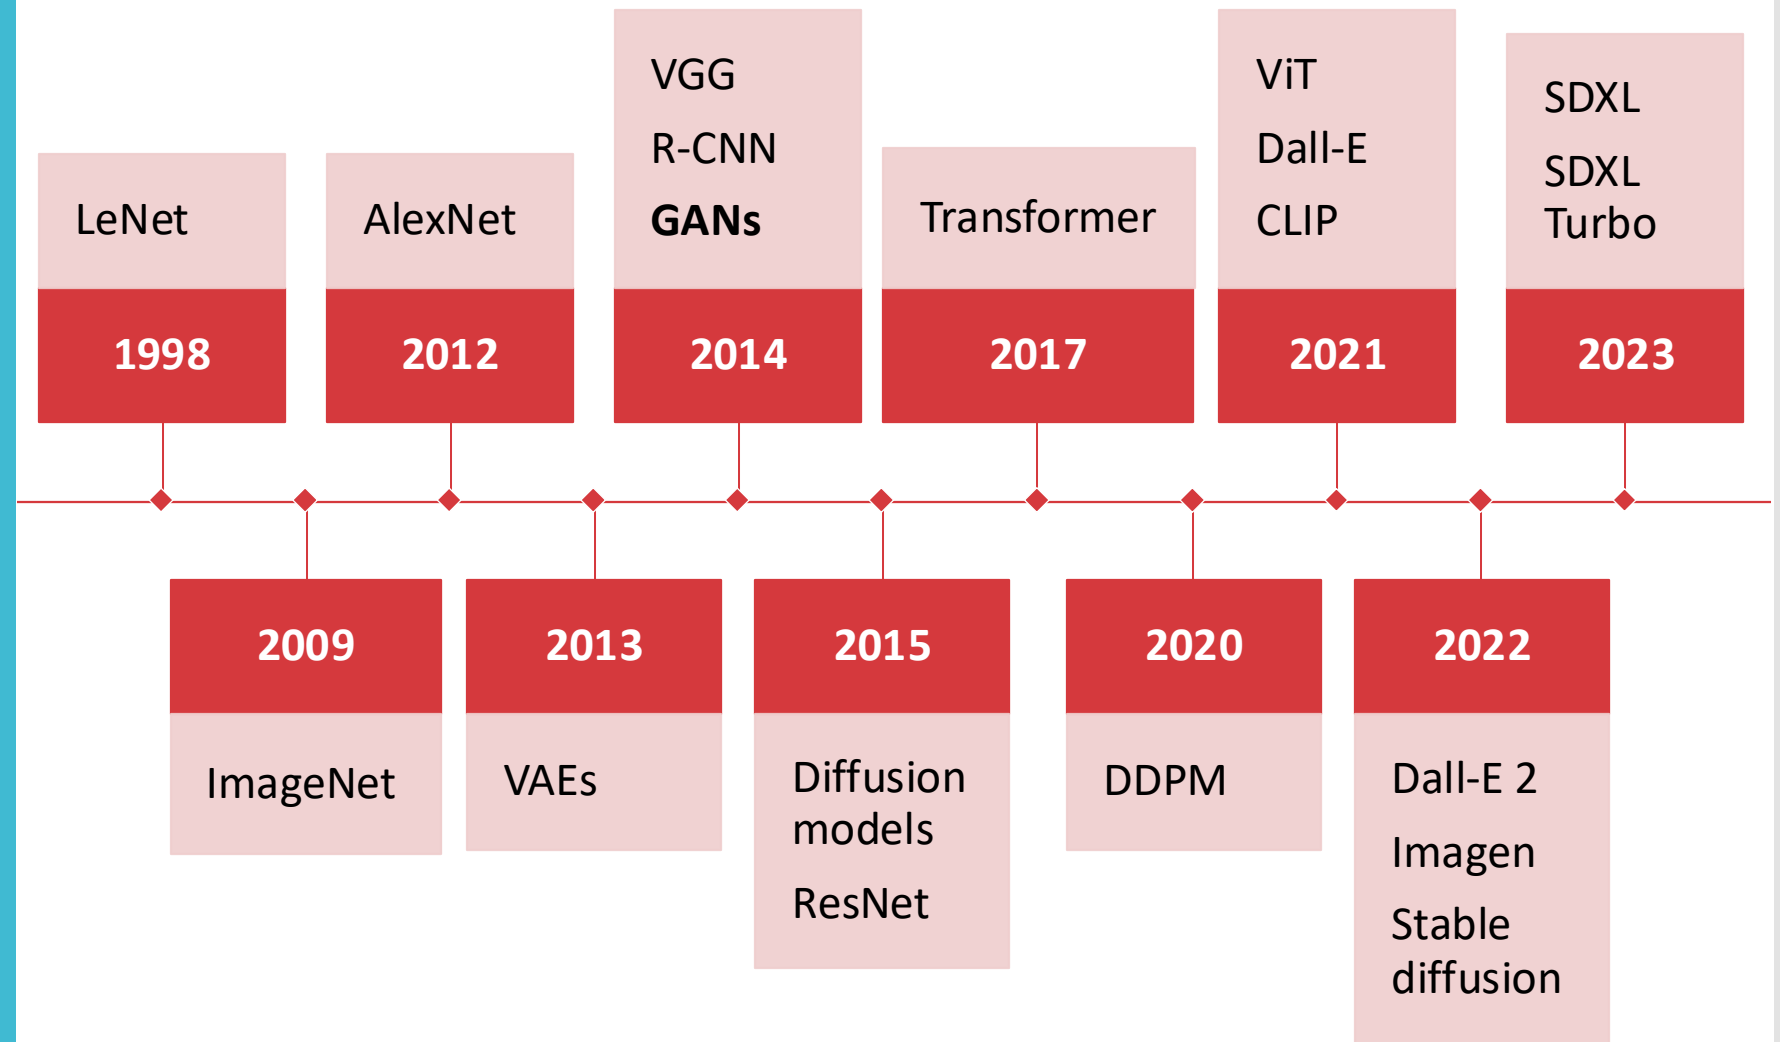 LeNet
1998
ImageNet
2009
AlexNet
2012
VAEs
2013
VGG
R-CNN
GANs
2014
2015
Diffusion
models
ResNet
Transformer
2017
2020
DDPM
ViT
Dall-E
CLIP
2021
2022
Dall-E 2
Imagen
Stable
diffusion
SDXL
SDXL
Turbo
2023